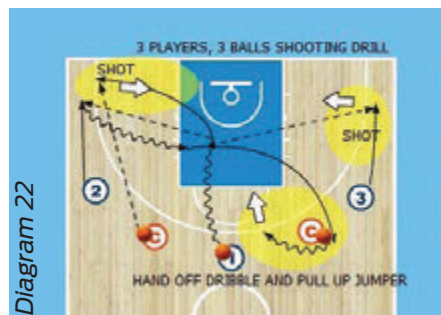 3 PLAYERS, 3 BALLS SHOOTING DRILL
SHOT
SHOT
2
3
C
1
C
HAND OFF DRIBBLE AND PULL UP JUMPER
Diagram 22